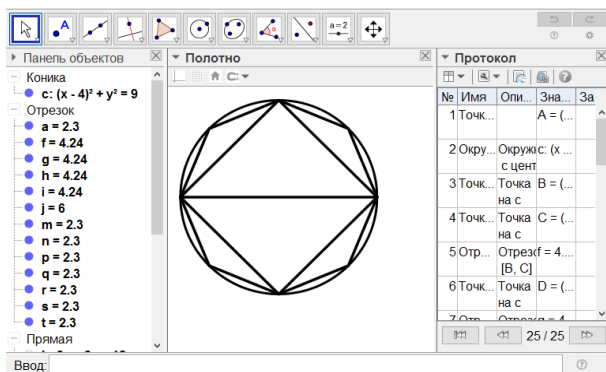 A
α
a = 2
Панель объектов
Полотно
Протокол
Коника
c: (x - 4)² + y² = 9
Отрезок
a = 2.3
f = 4.24
g = 4.24
h = 4.24
i = 4.24
j = 6
m = 2.3
n = 2.3
p = 2.3
q = 2.3
r = 2.3
s = 2.3
t = 2.3
Прямая
№ Имя Опи... Зна... За
1 Точк... A = (...
2 Окру... Окружн c: (x ...
с цент
3 Точк... Точка B = (...
на c
4 Точк... Точка C = (...
на c
5 Отр... Отрезо f = 4....
[B, C]
6 Точк... Точка D = (...
на c
25 / 25
Ввод: